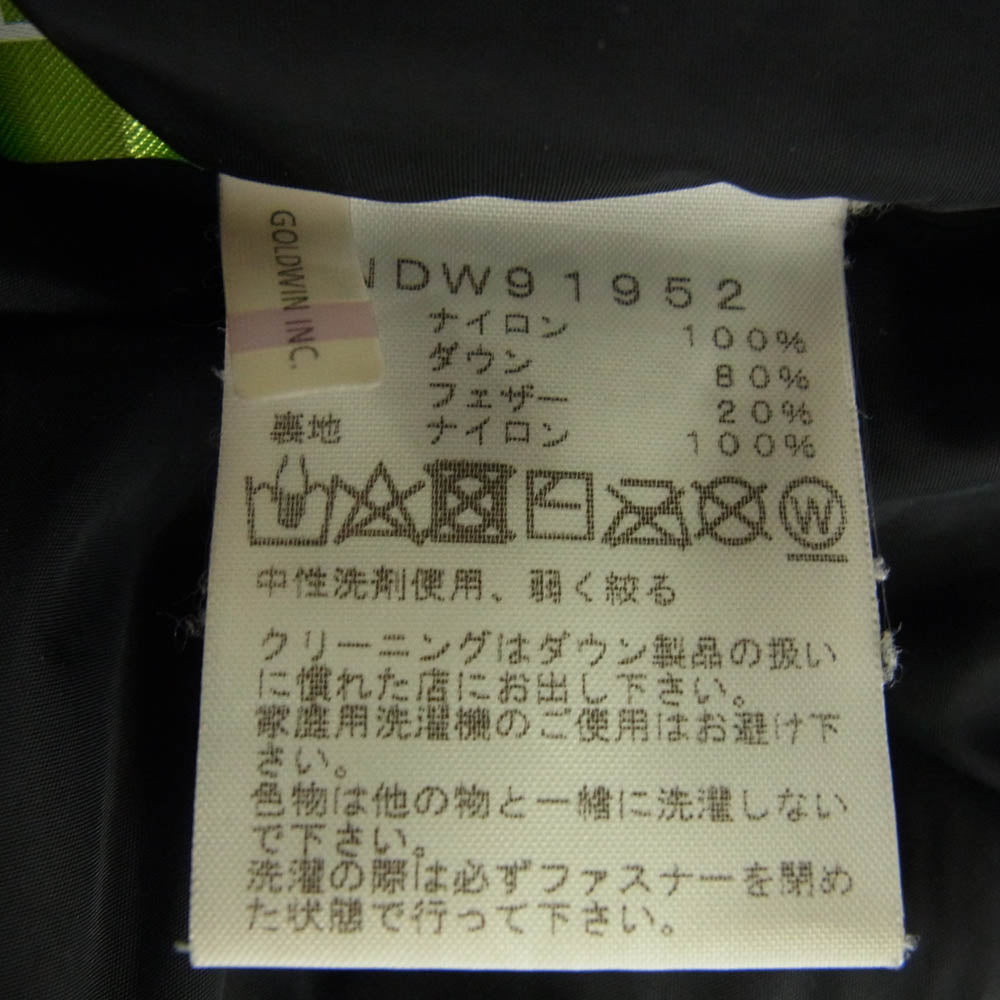 GOLDWIN INC.
NDW91952
ナイロン 100%
ダウン 80%
フェザー 20%
裏地 ナイロン 100%
W
中性洗剤使用、弱く絞る
クリーニングはダウン製品の扱い
に慣れた店にお出し下さい。
家庭用洗濯機のご使用はお避け下
さい。
色物は他の物と一緒に洗濯しない
で下さい。
洗濯の際は必ずファスナーを閉め
た状態で行って下さい。